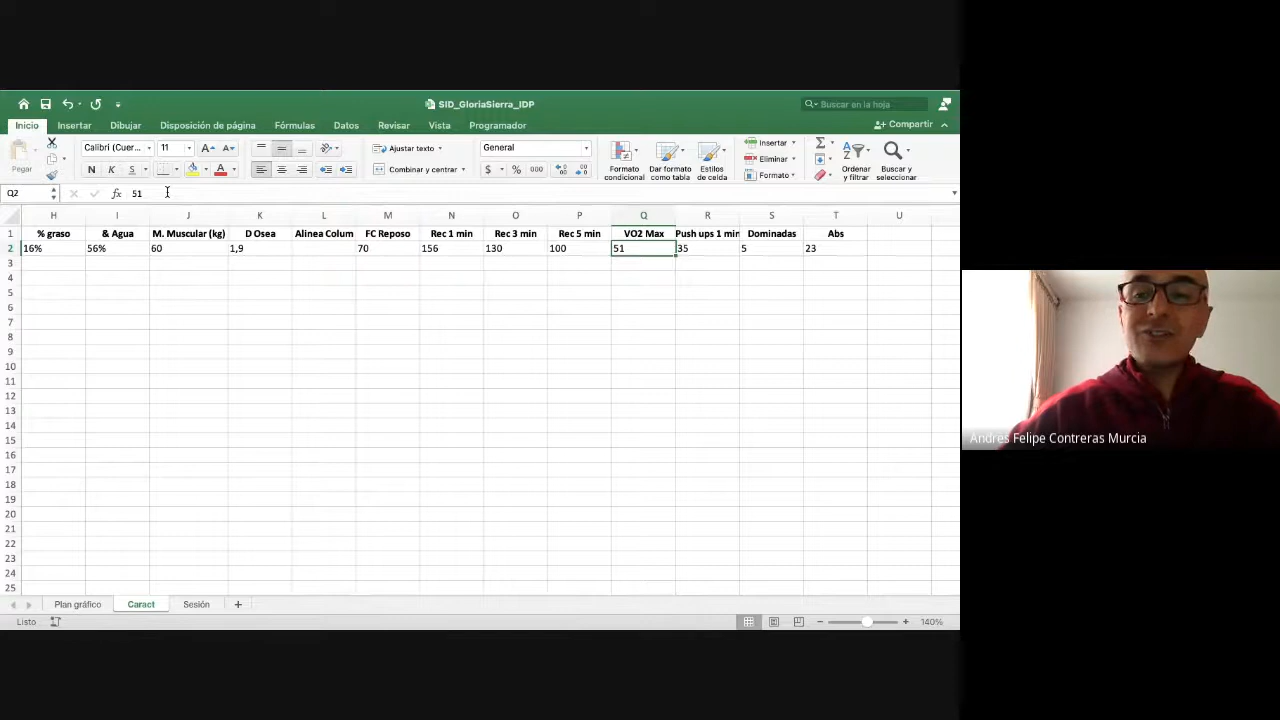 SID_GloriaSierra_IDP
Buscar en la hoja
Inicio Insertar Dibujar Disposición de página Fórmulas Datos Revisar Vista Programador
Compartir
Pegar
Calibri (Cuer... 11
N K S
Ajustar texto
Combinar y centrar
General
$ % 000
Formato condicional
Dar formato como tabla
Estilos de celda
Insertar
Eliminar
Formato
Ordenar y filtrar
Buscar y seleccionar
Q2 fx 51
H I J K L M N O P Q R S T U
1 % graso & Agua M. Muscular (kg) D Osea Alinea Colum FC Reposo Rec 1 min Rec 3 min Rec 5 min VO2 Max Push ups 1 min Dominadas Abs
2 16% 56% 60 1,9 70 156 130 100 51 35 5 23
3
4
5
6
7
8
9
10
11
12
13
14
15
16
17
18
19
20
21
22
23
24
25
Plan gráfico Caract Sesión +
Listo
140%
Andres Felipe Contreras Murcia